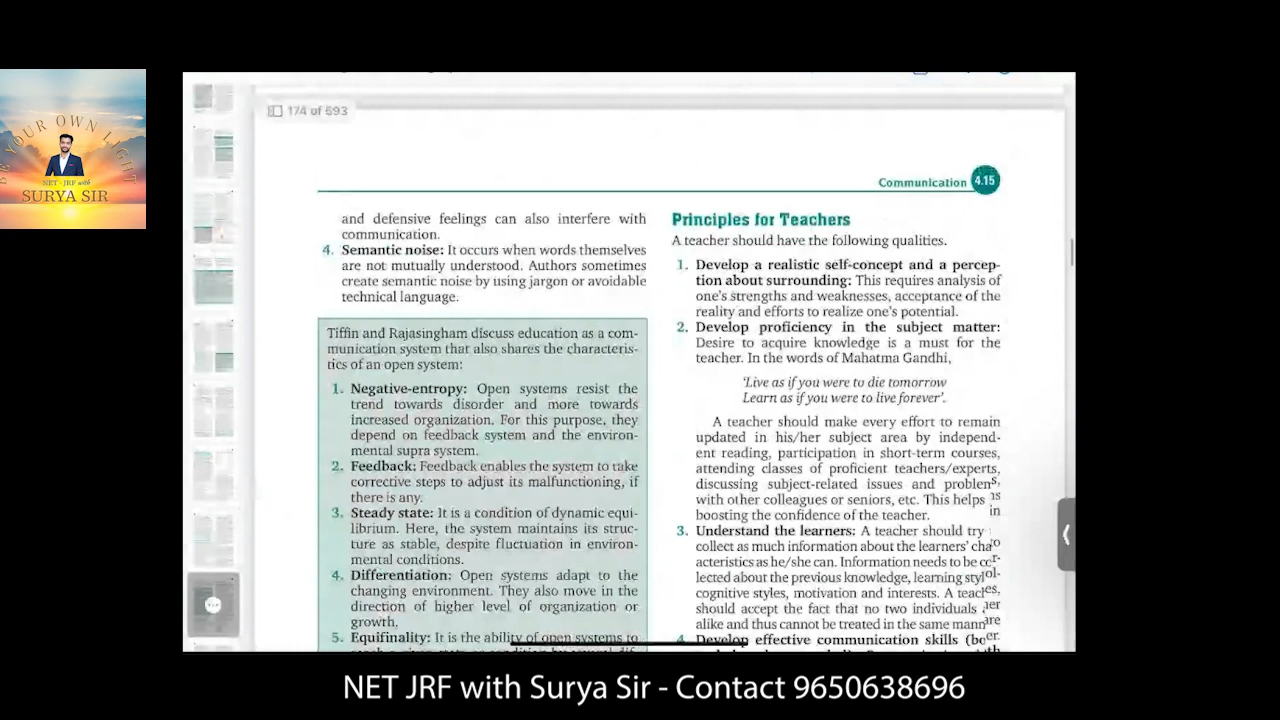 BE YOUR OWN LIGHT
NET - JRF with
SURYA SIR
174 of 593
Communication 4.15
and defensive feelings can also interfere with
communication.
4. Semantic noise: It occurs when words themselves
are not mutually understood. Authors sometimes
create semantic noise by using jargon or avoidable
technical language.
Tiffin and Rajasingham discuss education as a com-
munication system that also shares the characteris-
tics of an open system:
1. Negative-entropy: Open systems resist the
trend towards disorder and more towards
increased organization. For this purpose, they
depend on feedback system and the environ-
mental supra system.
2. Feedback: Feedback enables the system to take
corrective steps to adjust its malfunctioning, if
there is any.
3. Steady state: It is a condition of dynamic equi-
librium. Here, the system maintains its struc-
ture as stable, despite fluctuation in environ-
mental conditions.
4. Differentiation: Open systems adapt to the
changing environment. They also move in the
direction of higher level of organization or
growth.
5. Equifinality: It is the ability of open systems to
Principles for Teachers
A teacher should have the following qualities.
1. Develop a realistic self-concept and a percep-
tion about surrounding: This requires analysis of
one's strengths and weaknesses, acceptance of the
reality and efforts to realize one's potential.
2. Develop proficiency in the subject matter:
Desire to acquire knowledge is a must for the
teacher. In the words of Mahatma Gandhi,
'Live as if you were to die tomorrow
Learn as if you were to live forever'.
A teacher should make every effort to remain
updated in his/her subject area by independ-
ent reading, participation in short-term courses,
attending classes of proficient teachers/experts,
discussing subject-related issues and problems,
with other colleagues or seniors, etc. This helps in
boosting the confidence of the teacher.
3. Understand the learners: A teacher should try to
collect as much information about the learners' char-
acteristics as he/she can. Information needs to be col-
lected about the previous knowledge, learning styles,
cognitive styles, motivation and interests. A teacher
should accept the fact that no two individuals are
alike and thus cannot be treated in the same manner.
4. Develop effective communication skills (both
NET JRF with Surya Sir - Contact 9650638696